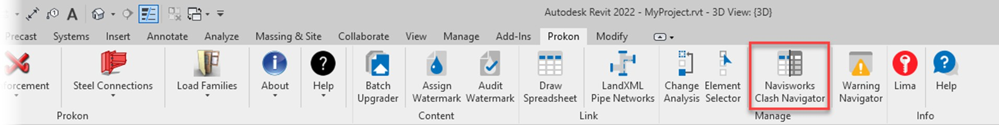 Autodesk Revit 2022 - MyProject.rvt - 3D View: {3D}
Precast Systems Insert Annotate Analyze Massing & Site Collaborate View Manage Add-Ins Prokon Modify
forcement
Steel Connections
Load Families
About
Help
Batch
Upgrader
Assign
Watermark
Audit
Watermark
Draw
Spreadsheet
LandXML
Pipe Networks
Change
Analysis
Element
Selector
Navisworks
Clash Navigator
Warning
Navigator
Lima
Help
Prokon Content Link Manage Info